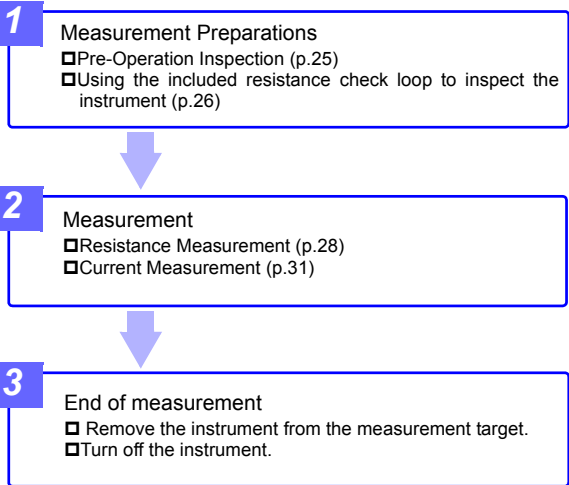 1
Measurement Preparations
❑Pre-Operation Inspection (p.25)
❑Using the included resistance check loop to inspect the
instrument (p.26)
2
Measurement
❑Resistance Measurement (p.28)
❑Current Measurement (p.31)
3
End of measurement
❑ Remove the instrument from the measurement target.
❑Turn off the instrument.